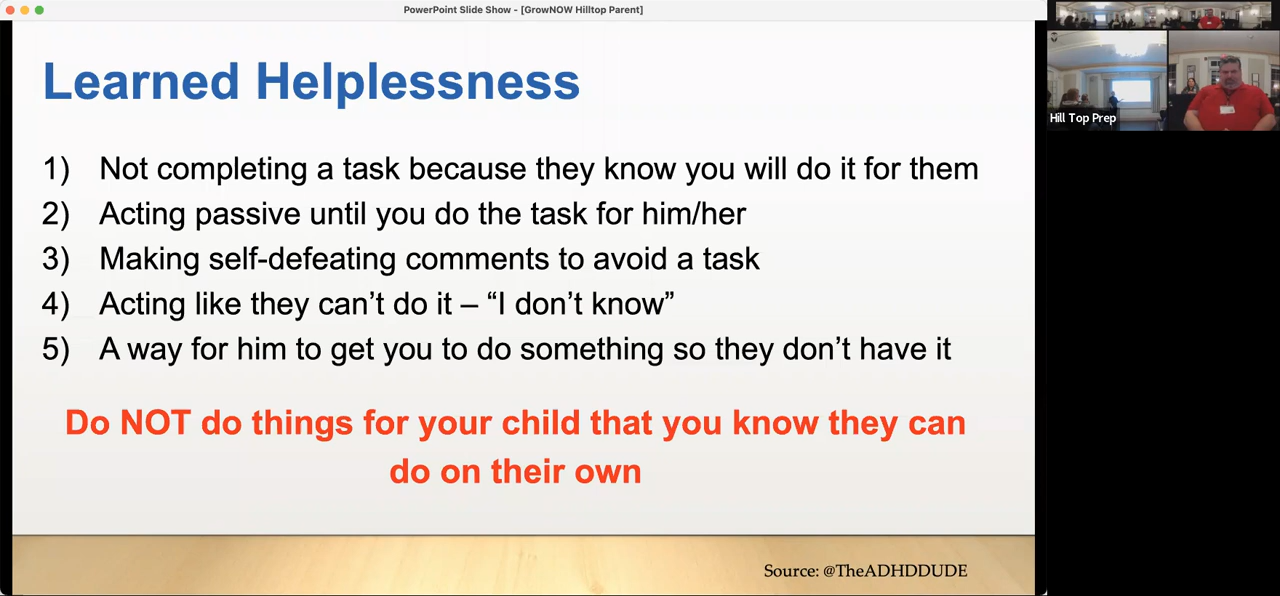 PowerPoint Slide Show - [GrowNOW Hilltop Parent]
Learned Helplessness
1) Not completing a task because they know you will do it for them
2) Acting passive until you do the task for him/her
3) Making self-defeating comments to avoid a task
4) Acting like they can’t do it – “I don’t know”
5) A way for him to get you to do something so they don’t have it
Do NOT do things for your child that you know they can
do on their own
Source: @TheADHDDUDE
Hill Top Prep